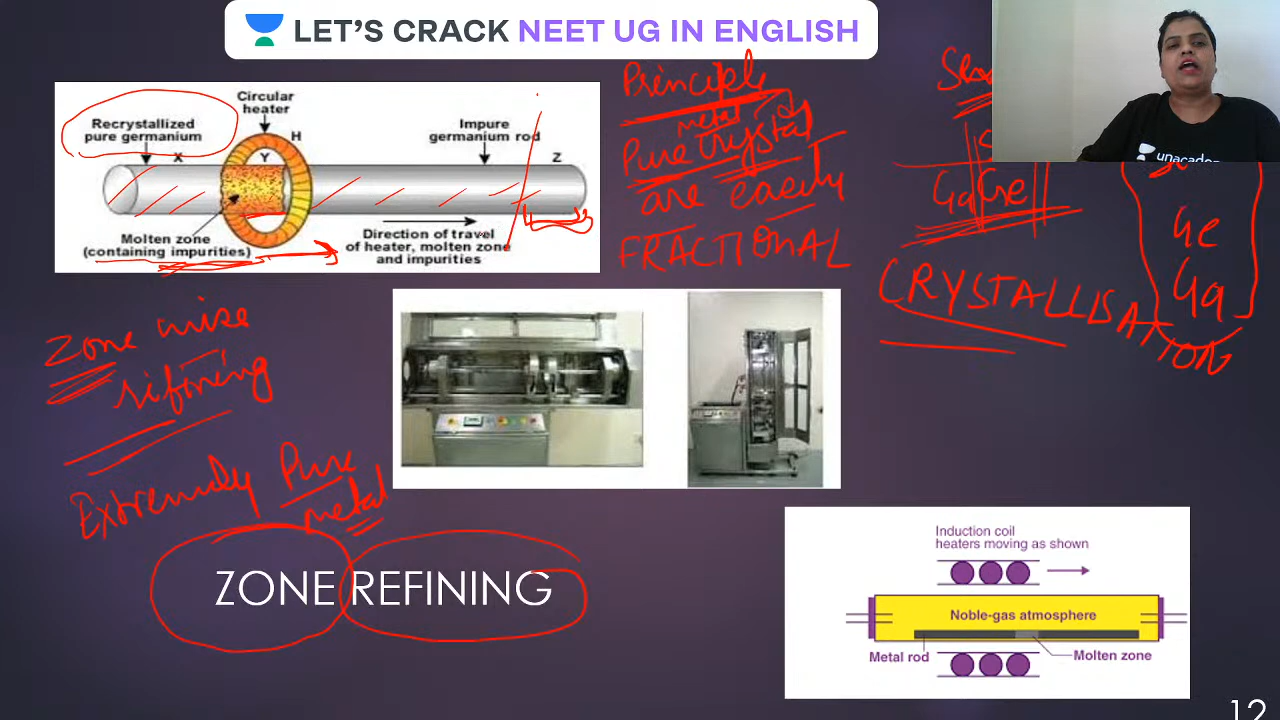 LET'S CRACK NEET UG IN ENGLISH
Recrystallized
pure germanium
Circular
heater
H
Impure
germanium rod
X
Y
Z
Molten zone
(containing impurities)
Direction of travel
of heater, molten zone
and impurities
Principle
metal
Pure Crystal
are easily
FRACTIONAL
CRYSTALLISATION
Ga Ge
Ge
Ga
unacademy
Zone wise
refining
Extremely Pure
metal
ZONE REFINING
Induction coil
heaters moving as shown
Noble-gas atmosphere
Metal rod
Molten zone
12